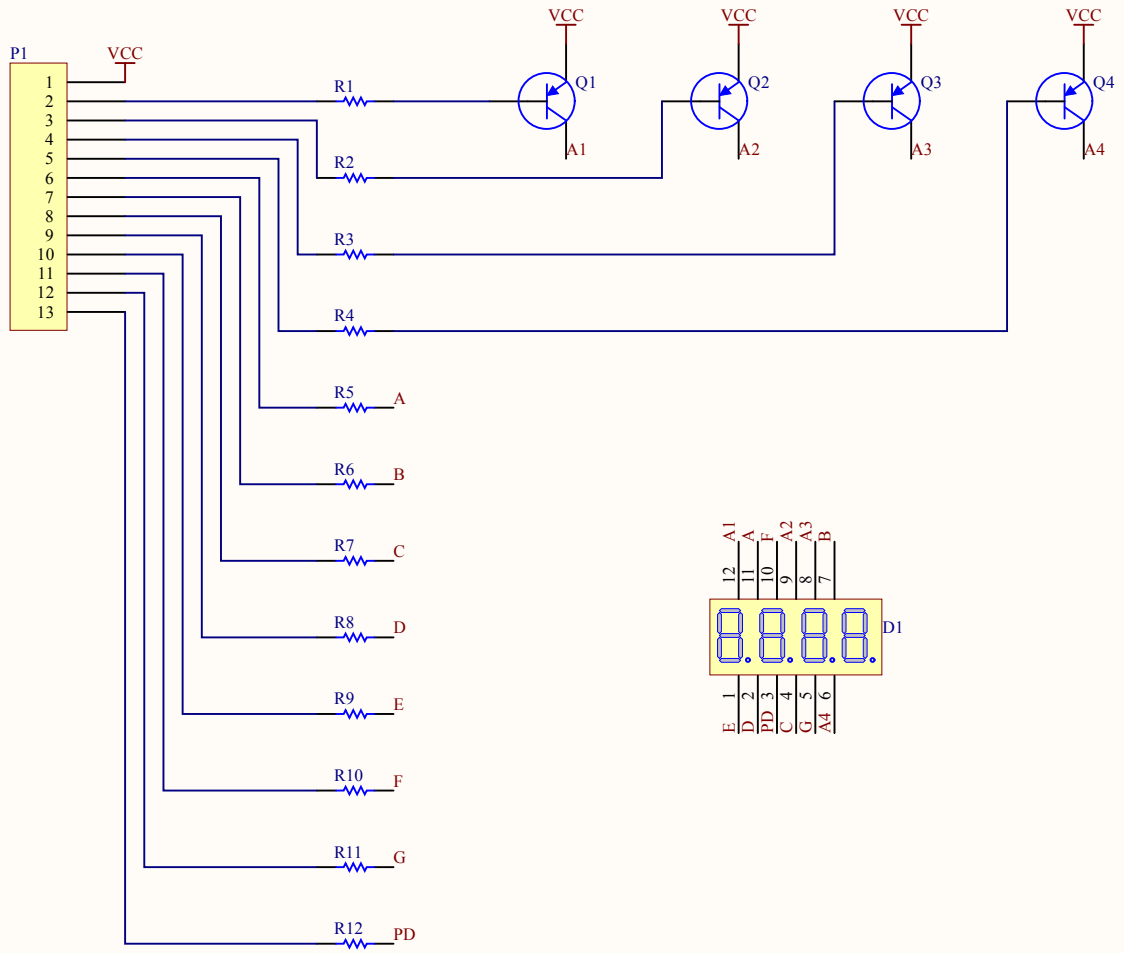 VCC VCC VCC VCC
P1 VCC
1
2 R1 Q1 Q2 Q3 Q4
3
4 A1 A2 A3 A4
5 R2
6
7
8
9 R3
10
11
12
13 R4
R5 A
R6 B
A1 A F A2 A3 B
R7 C
12 11 10 9 8 7
R8 D D1
R9 E
1 2 3 4 5 6
E D PD C G A4
R10 F
R11 G
R12 PD